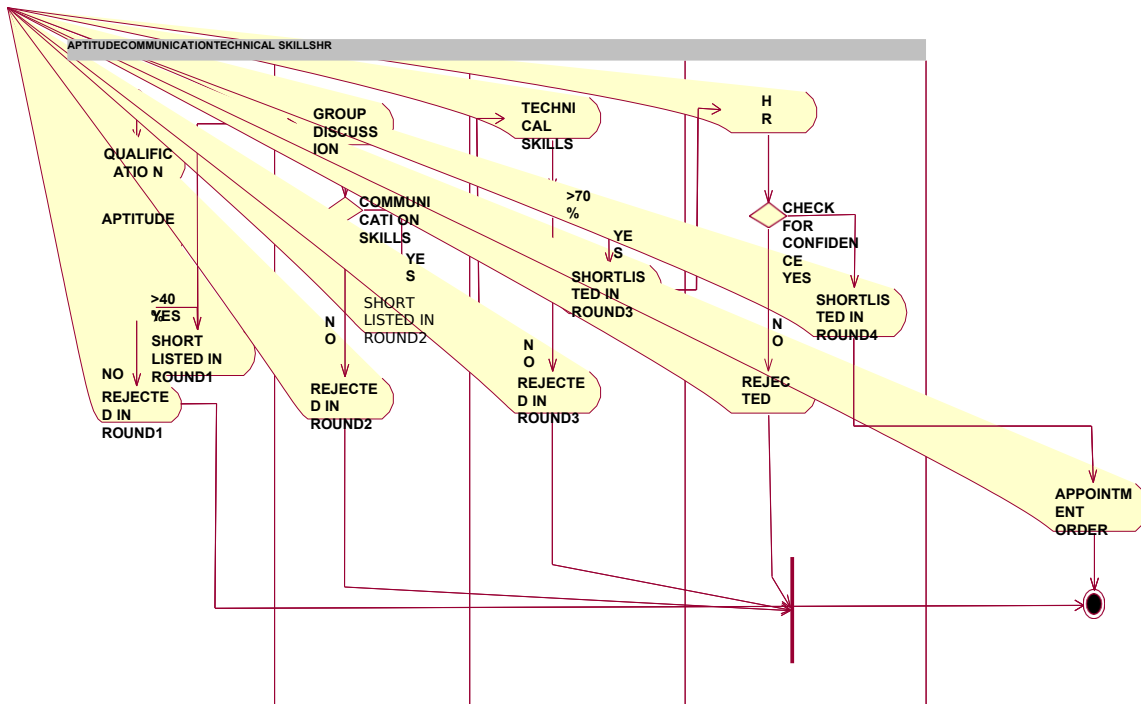 APTITUDECOMMUNICATIONTECHNICAL SKILLSHR
QUALIFIC
ATIO N
APTITUDE
>40
%
YES
SHORT
LISTED IN
ROUND1
NO
REJECTE
D IN
ROUND1
GROUP
DISCUSS
ION
COMMUNI
CATI ON
SKILLS
YE
S
SHORT
LISTED IN
ROUND2
N
O
REJECTE
D IN
ROUND2
TECHNI
CAL
SKILLS
>70
%
YE
S
SHORTLIS
TED IN
ROUND3
N
O
REJECTE
D IN
ROUND3
H
R
CHECK
FOR
CONFIDEN
CE
YES
SHORTLIS
TED IN
ROUND4
N
O
REJEC
TED
APPOINTM
ENT
ORDER